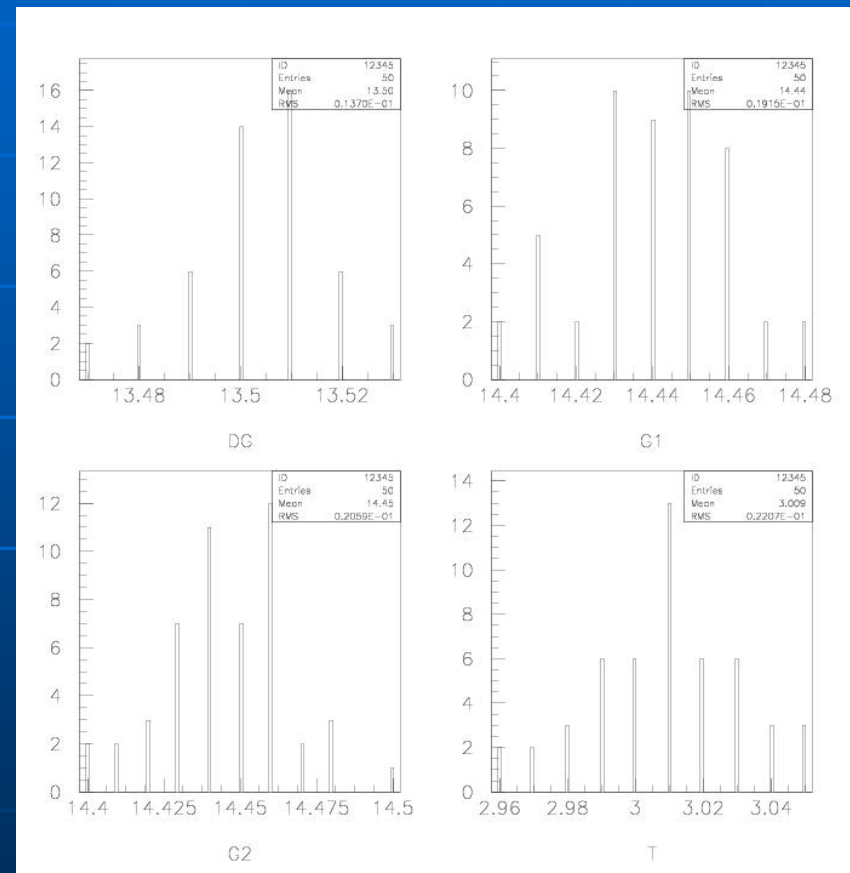 ID 12345
Entries 50
Mean 13.50
RMS 0.1370E-01
16
14
12
10
8
6
4
2
0
13.48 13.5 13.52
DG
ID 12345
Entries 50
Mean 14.44
RMS 0.1915E-01
10
8
6
4
2
0
14.4 14.42 14.44 14.46 14.48
G1
ID 12345
Entries 50
Mean 14.45
RMS 0.2059E-01
12
10
8
6
4
2
0
14.4 14.425 14.45 14.475 14.5
G2
ID 12345
Entries 50
Mean 3.009
RMS 0.2207E-01
14
12
10
8
6
4
2
0
2.96 2.98 3 3.02 3.04
T